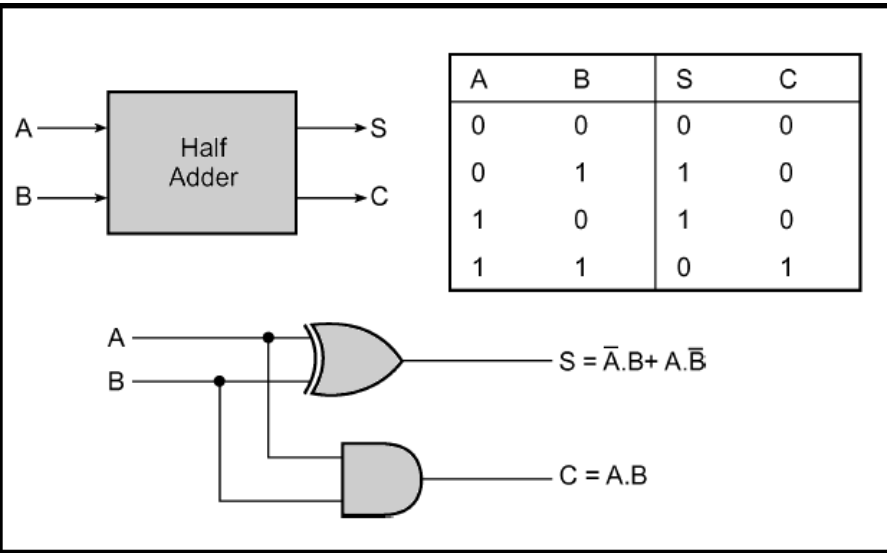 A
B
Half
Adder
S
C
A B S C
0 0 0 0
0 1 1 0
1 0 1 0
1 1 0 1
A
B
S = A̅.B+ A.B̅
C = A.B